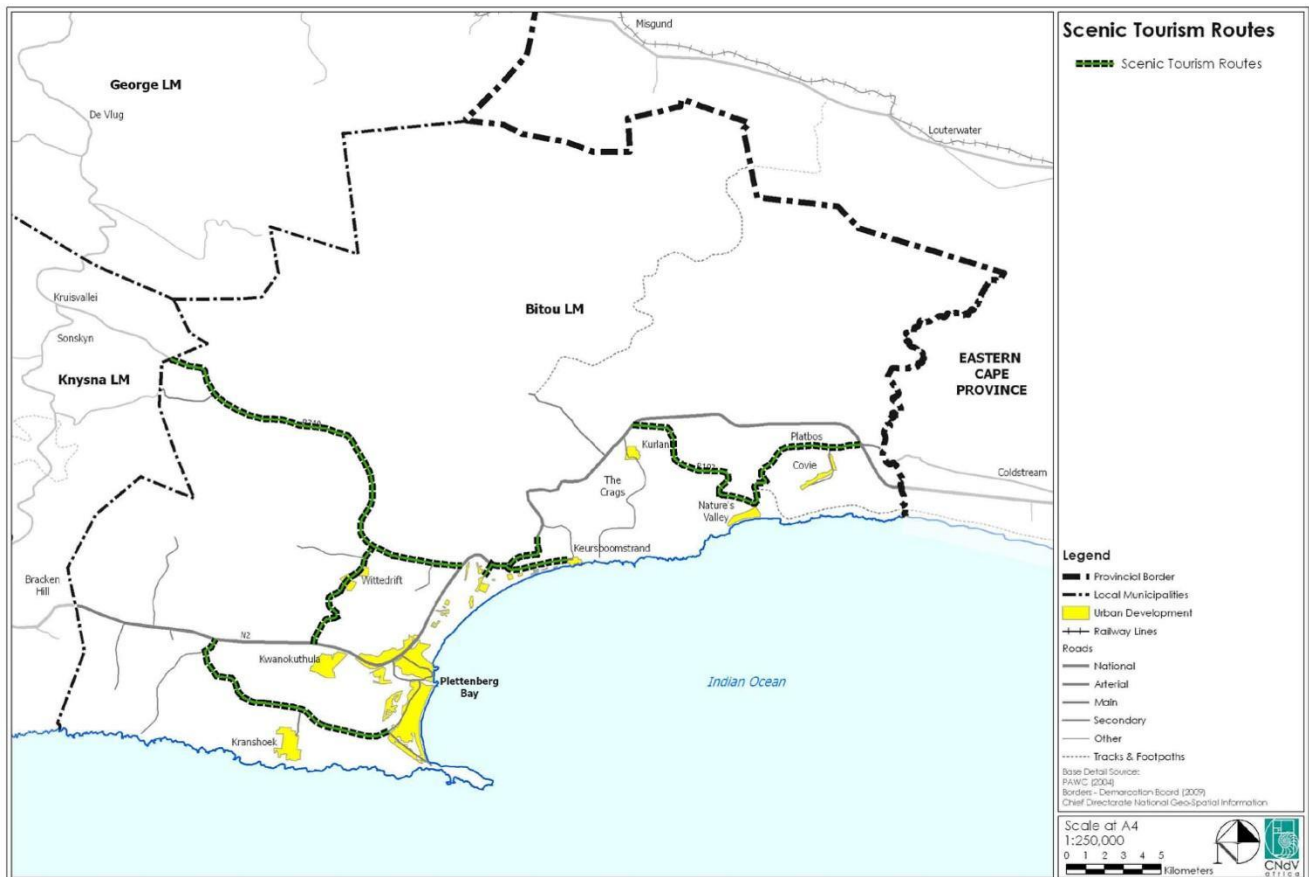 Misgund
George LM
De Vlug
Louterwater
Kruisvallei
Bitou LM
Sonskyn
Knysna LM
EASTERN
CAPE
PROVINCE
Platbos
Kurlan
Covie
Coldstream
The
Crags
Nature's
Valley
Keursboomstrand
Wittedrift
Bracken
Hill
N2
Kwanokuthula
Plettenberg
Bay
Indian Ocean
Kranshoek
Scenic Tourism Routes
Scenic Tourism Routes
Legend
Provincial Border
Local Municipalities
Urban Development
Railway Lines
Roads
National
Arterial
Main
Secondary
Other
Tracks & Footpaths
Base Detail Source:
PAWC (2004)
Borders - Demarcation Board (2009)
Chief Directorate National Geo-Spatial Information
Scale at A4
1:250,000
0 1 2 3 4 5
Kilometers
N
CNdV
africa